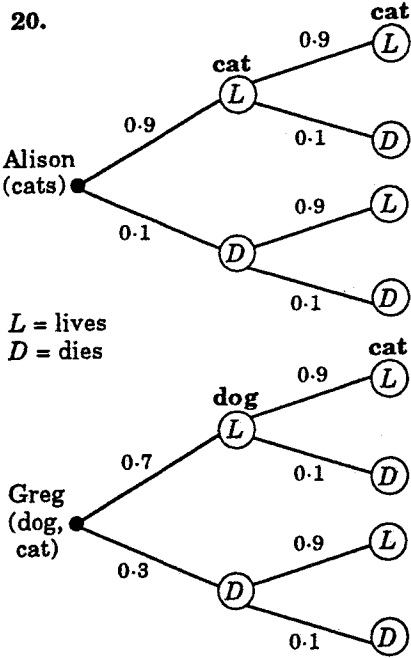 20.
cat
0·9
L
cat
L
0·9
0·1
D
Alison
(cats)
0·9
L
0·1
D
0·1
D
L = lives
D = dies
cat
0·9
L
dog
L
0·7
0·1
D
Greg
(dog,
cat)
0·9
L
0·3
D
0·1
D